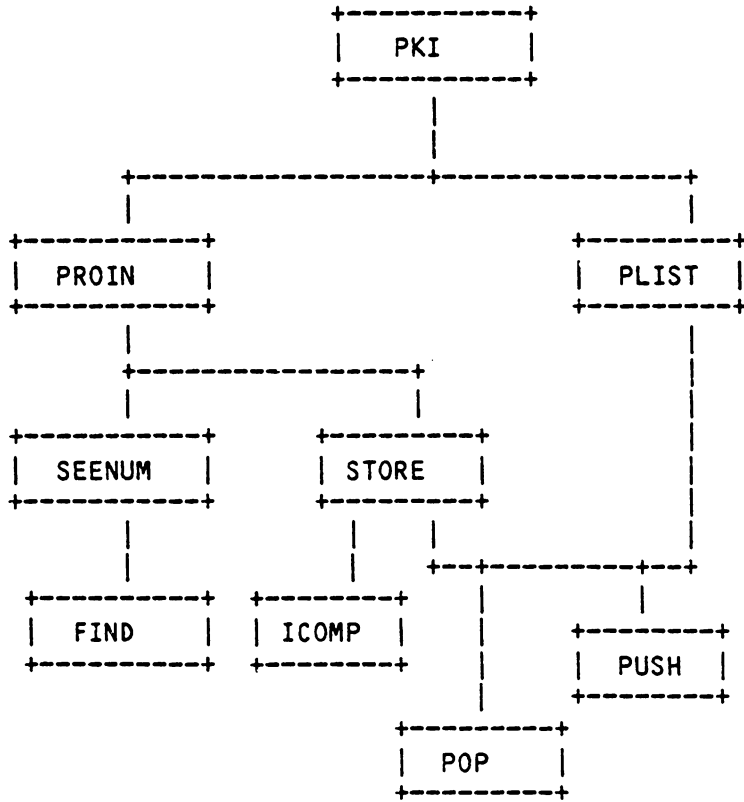 PKI
PROIN PLIST
SEENUM STORE
FIND ICOMP
PUSH
POP